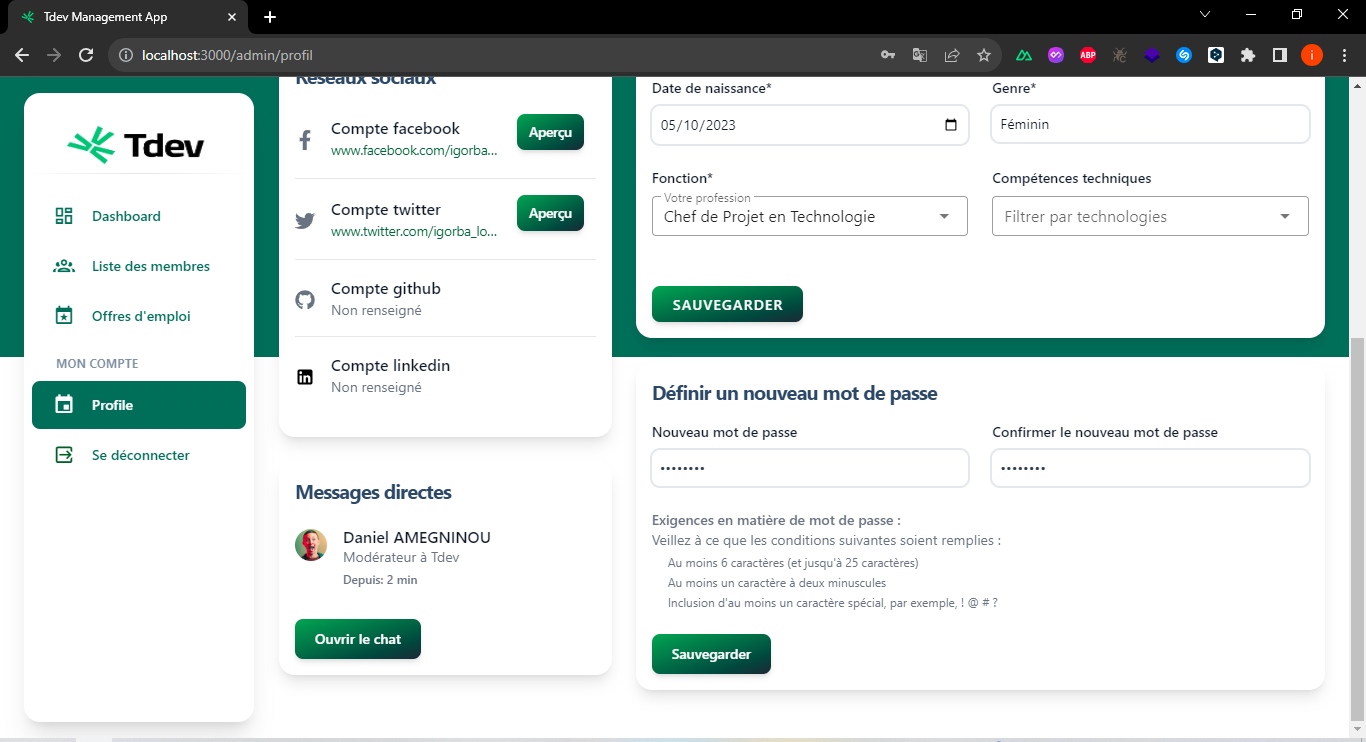 Tdev Management App
localhost:3000/admin/profil
ABP
i
Tdev
Dashboard
Liste des membres
Offres d'emploi
MON COMPTE
Profile
Se déconnecter
Réseaux sociaux
Compte facebook
www.facebook.com/igorba...
Aperçu
Compte twitter
www.twitter.com/igorba_lo...
Aperçu
Compte github
Non renseigné
Compte linkedin
Non renseigné
Messages directes
Daniel AMEGNINOU
Modérateur à Tdev
Depuis: 2 min
Ouvrir le chat
Date de naissance*
Genre*
05/10/2023
Féminin
Fonction*
Compétences techniques
Votre profession
Chef de Projet en Technologie
Filtrer par technologies
SAUVEGARDER
Définir un nouveau mot de passe
Nouveau mot de passe
Confirmer le nouveau mot de passe
••••••••
••••••••
Exigences en matière de mot de passe :
Veillez à ce que les conditions suivantes soient remplies :
Au moins 6 caractères (et jusqu'à 25 caractères)
Au moins un caractère à deux minuscules
Inclusion d'au moins un caractère spécial, par exemple, ! @ # ?
Sauvegarder